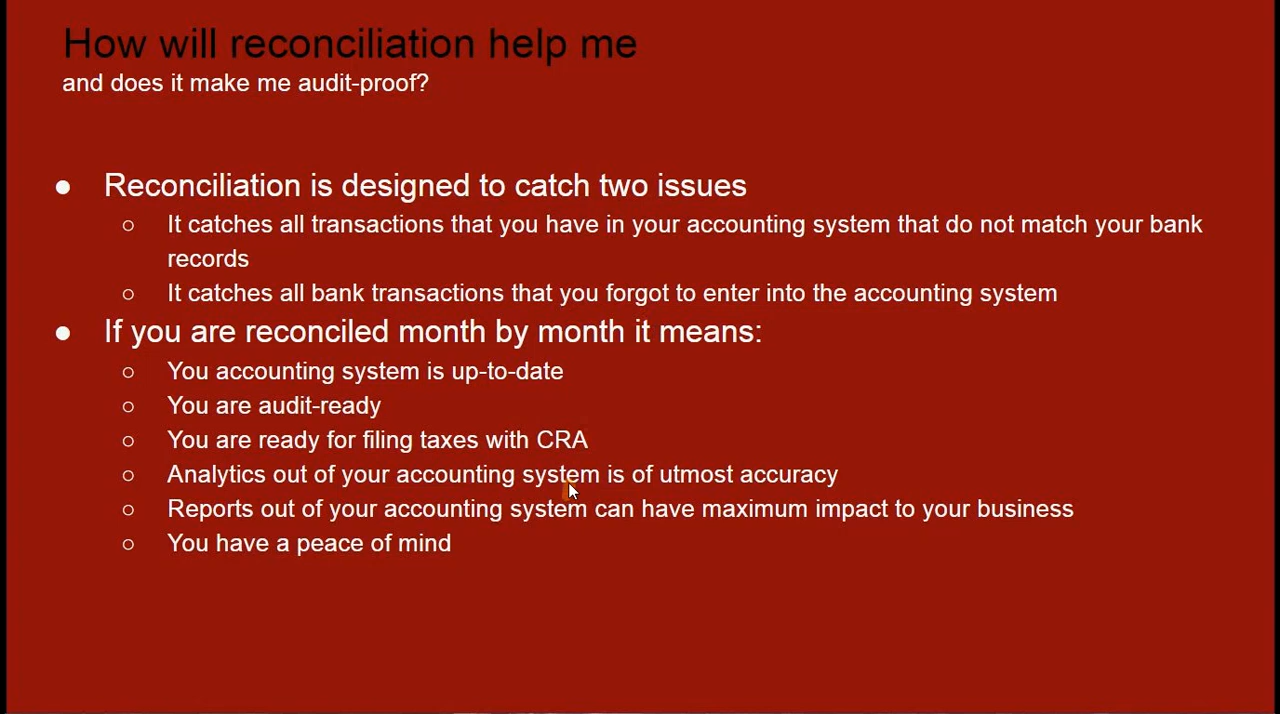 How will reconciliation help me
and does it make me audit-proof?
● Reconciliation is designed to catch two issues
○ It catches all transactions that you have in your accounting system that do not match your bank
records
○ It catches all bank transactions that you forgot to enter into the accounting system
● If you are reconciled month by month it means:
○ You accounting system is up-to-date
○ You are audit-ready
○ You are ready for filing taxes with CRA
○ Analytics out of your accounting system is of utmost accuracy
○ Reports out of your accounting system can have maximum impact to your business
○ You have a peace of mind